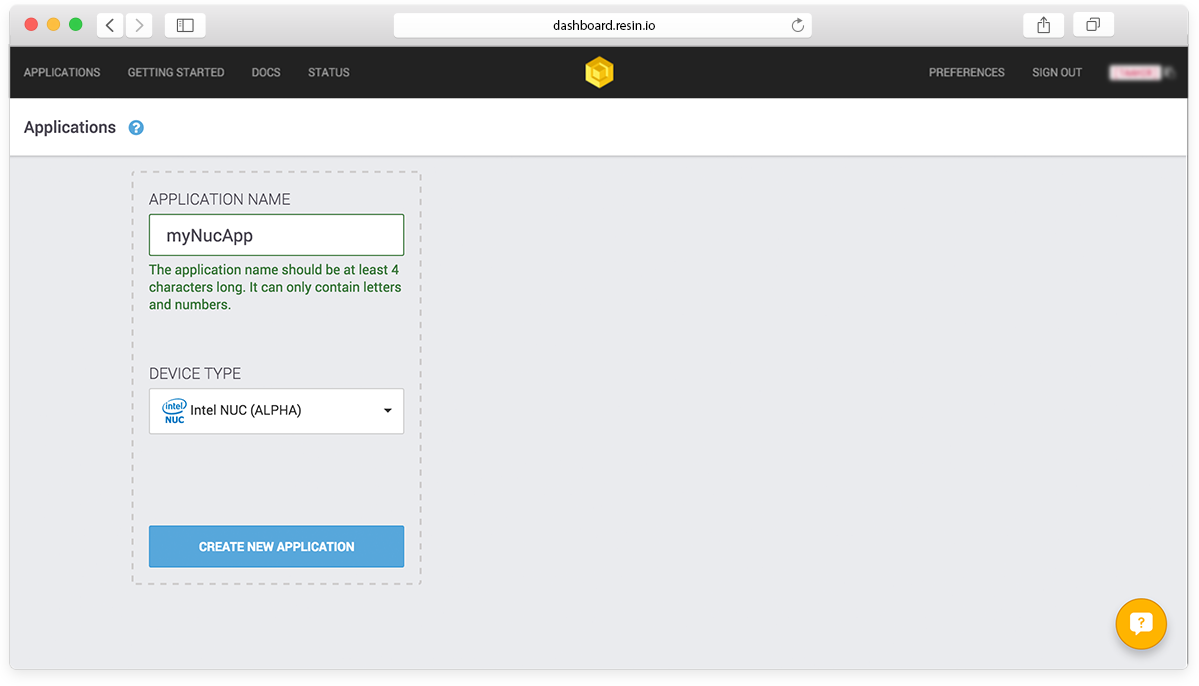 dashboard.resin.io
APPLICATIONS GETTING STARTED DOCS STATUS PREFERENCES SIGN OUT
Applications ?
APPLICATION NAME
myNucApp
The application name should be at least 4
characters long. It can only contain letters
and numbers.
DEVICE TYPE
intel NUC Intel NUC (ALPHA)
CREATE NEW APPLICATION
?